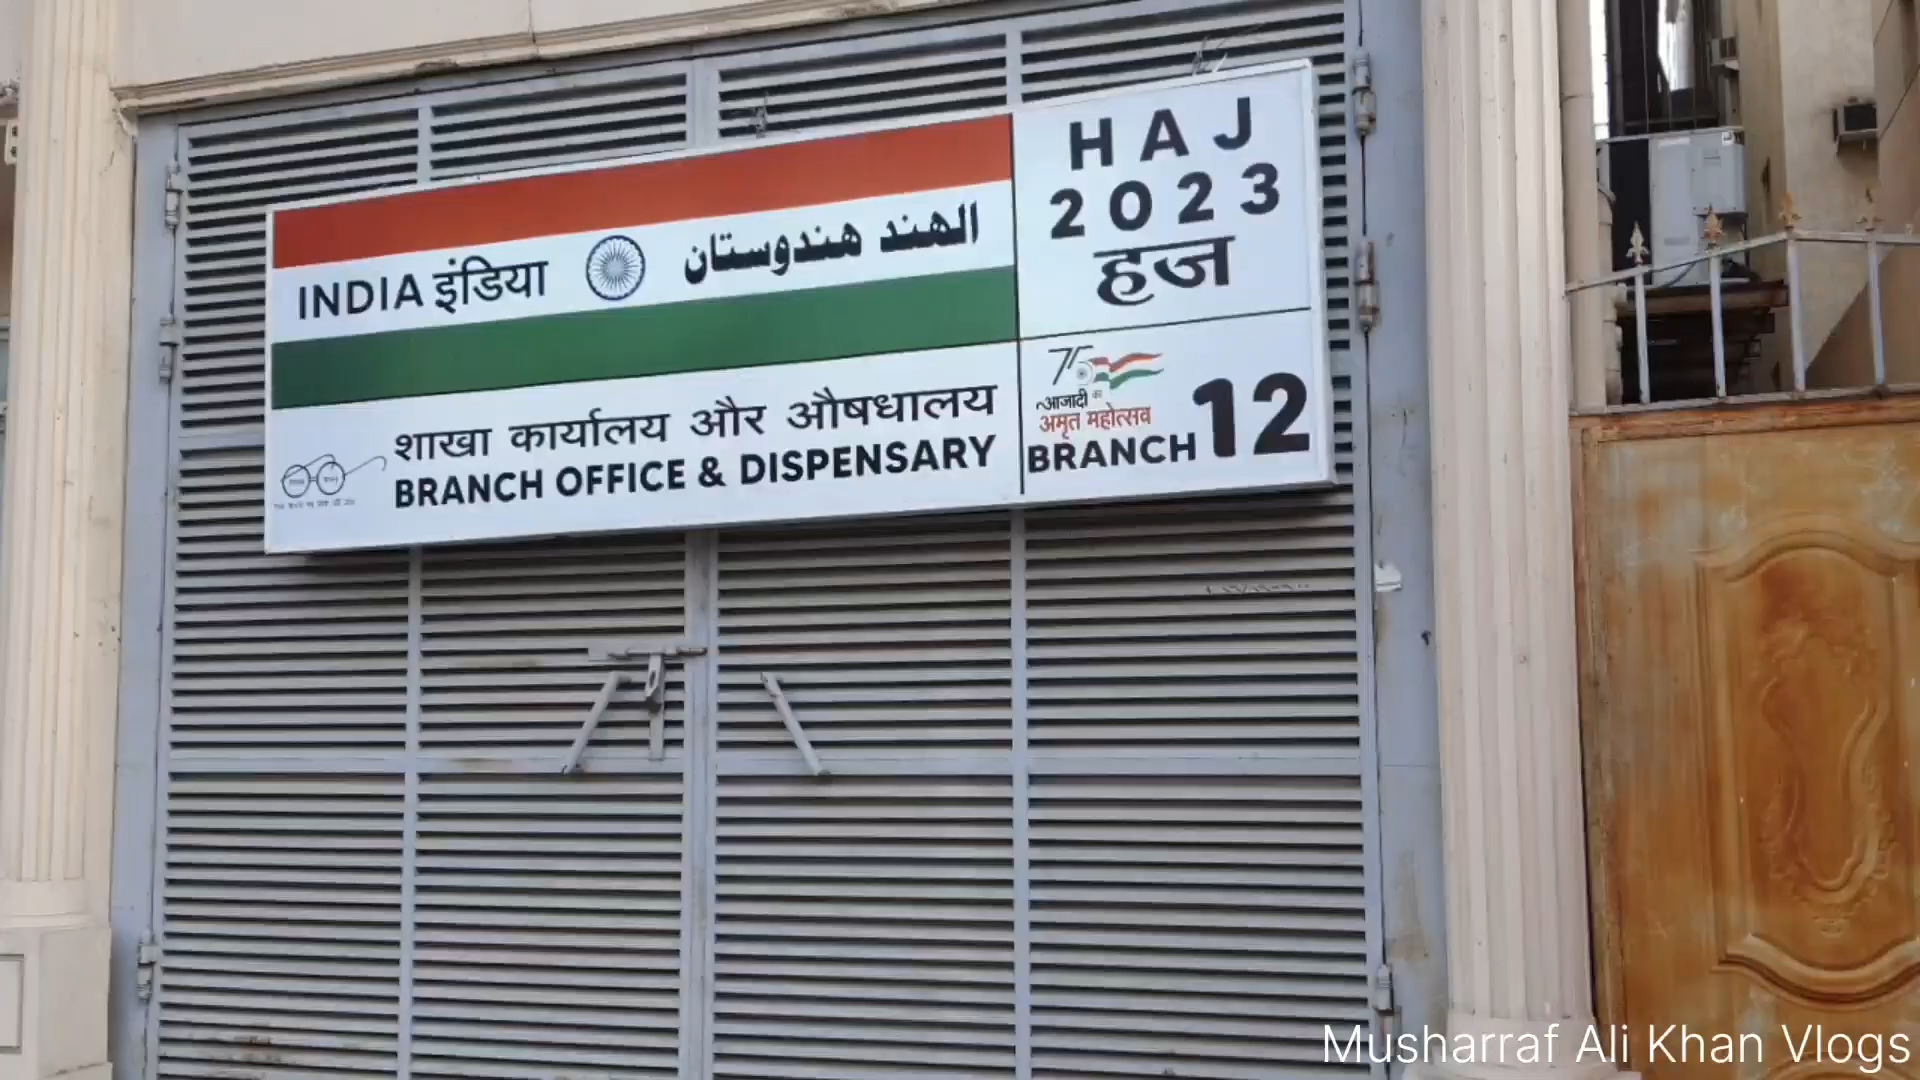 INDIA इंडिया الهند هندوستان
शाखा कार्यालय और औषधालय
BRANCH OFFICE & DISPENSARY
HAJ
2023
हज
75
आज़ादी का
अमृत महोत्सव
BRANCH 12
Musharraf Ali Khan Vlogs